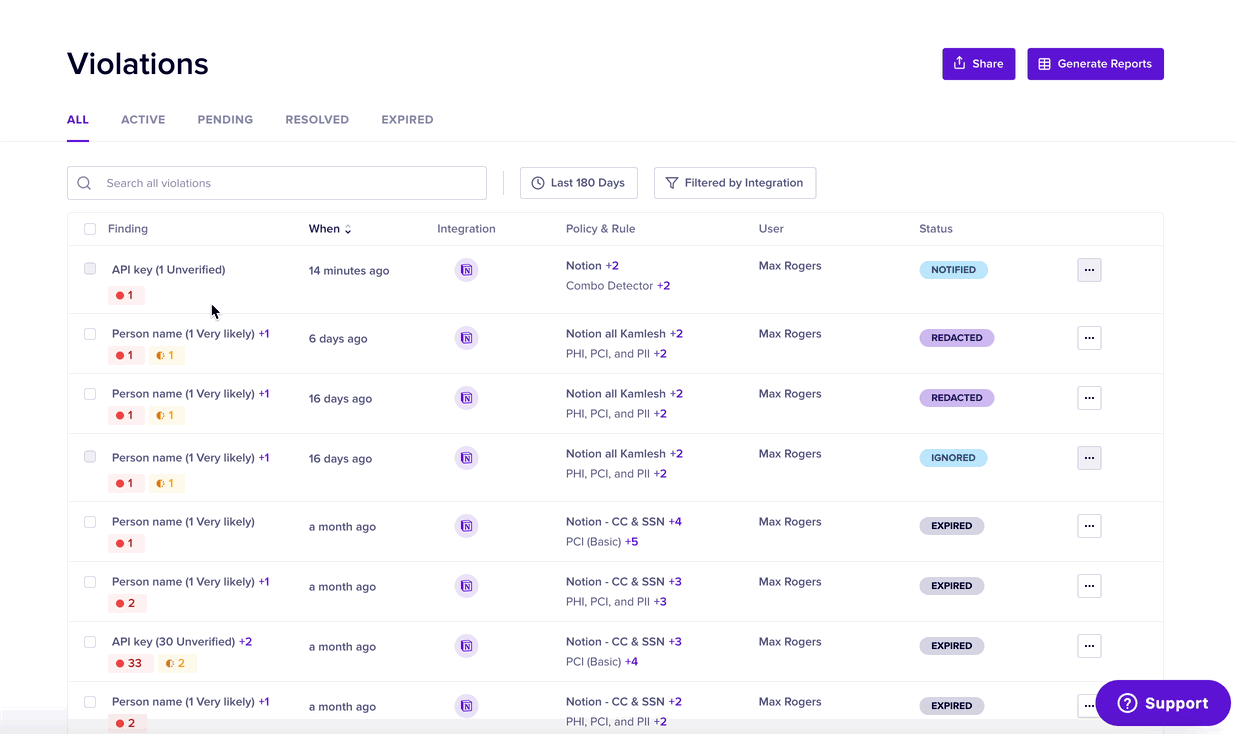 Violations
Share
Generate Reports
ALL ACTIVE PENDING RESOLVED EXPIRED
Search all violations
Last 180 Days
Filtered by Integration
Finding When Integration Policy & Rule User Status
API key (1 Unverified) 14 minutes ago Notion +2 Max Rogers NOTIFIED ...
Combo Detector +2
1
Person name (1 Very likely) +1 6 days ago Notion all Kamlesh +2 Max Rogers REDACTED ...
1 1 PHI, PCI, and PII +2
Person name (1 Very likely) +1 16 days ago Notion all Kamlesh +2 Max Rogers REDACTED ...
1 1 PHI, PCI, and PII +2
Person name (1 Very likely) +1 16 days ago Notion all Kamlesh +2 Max Rogers IGNORED ...
1 1 PHI, PCI, and PII +2
Person name (1 Very likely) a month ago Notion - CC & SSN +4 Max Rogers EXPIRED ...
1 PCI (Basic) +5
Person name (1 Very likely) +1 a month ago Notion - CC & SSN +3 Max Rogers EXPIRED ...
2 PHI, PCI, and PII +3
API key (30 Unverified) +2 a month ago Notion - CC & SSN +3 Max Rogers EXPIRED ...
33 2 PCI (Basic) +4
Person name (1 Very likely) +1 a month ago Notion - CC & SSN +2 Max Rogers EXPIRED ...
2 PHI, PCI, and PII +2
Support